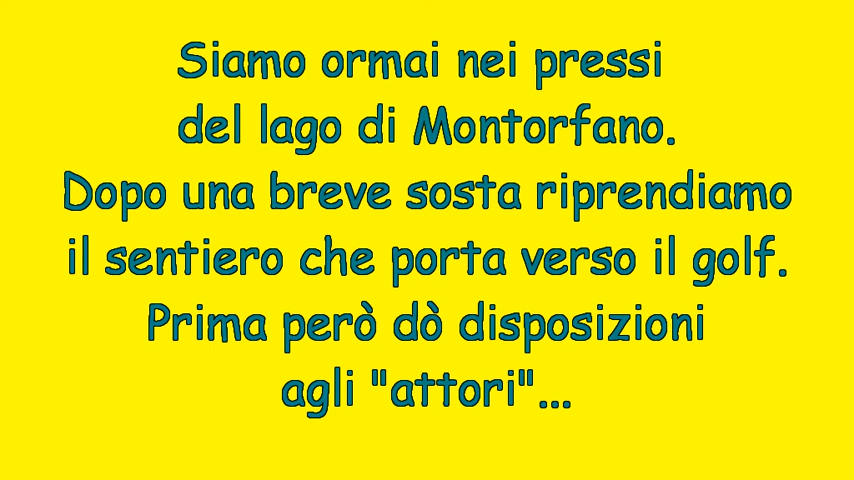 Siamo ormai nei pressi
del lago di Montorfano.
Dopo una breve sosta riprendiamo
il sentiero che porta verso il golf.
Prima però dò disposizioni
agli "attori"...